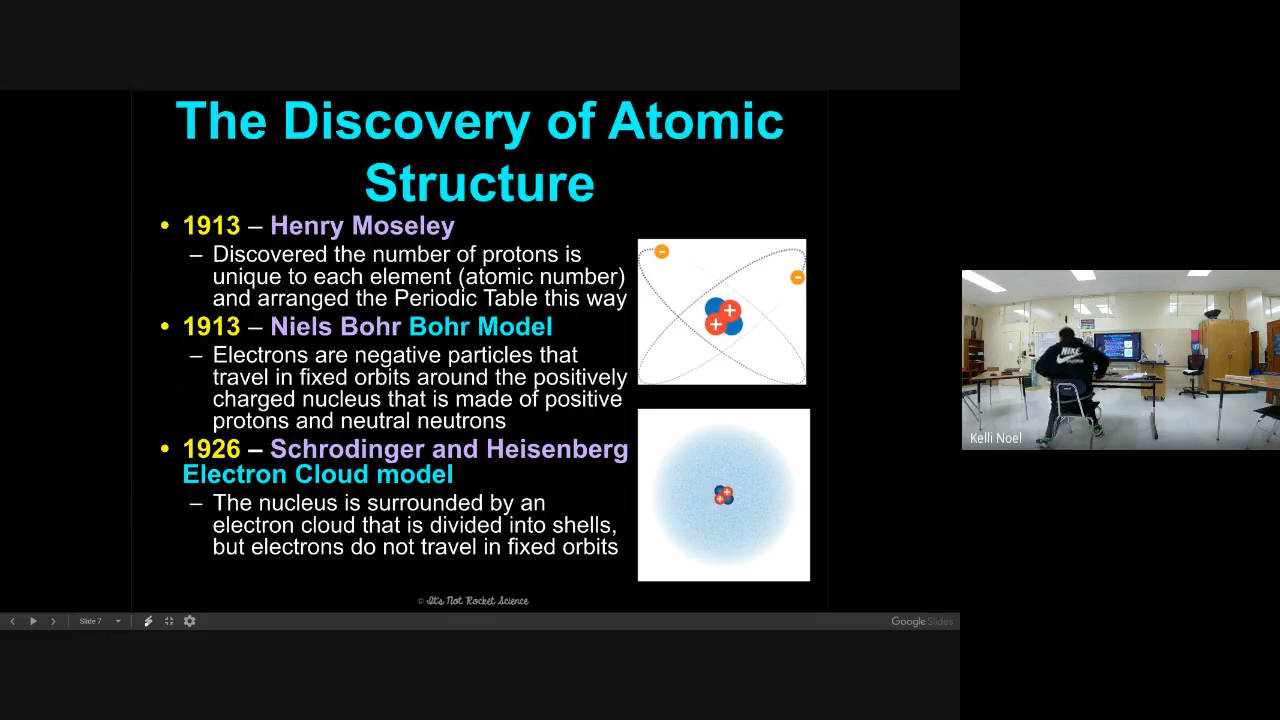 The Discovery of Atomic
Structure
• 1913 – Henry Moseley
– Discovered the number of protons is
unique to each element (atomic number)
and arranged the Periodic Table this way
• 1913 – Niels Bohr Bohr Model
– Electrons are negative particles that
travel in fixed orbits around the positively
charged nucleus that is made of positive
protons and neutral neutrons
• 1926 – Schrodinger and Heisenberg
Electron Cloud model
– The nucleus is surrounded by an
electron cloud that is divided into shells,
but electrons do not travel in fixed orbits
© It's Not Rocket Science
Slide 7
Google Slides
NIKE
Kelli Noel